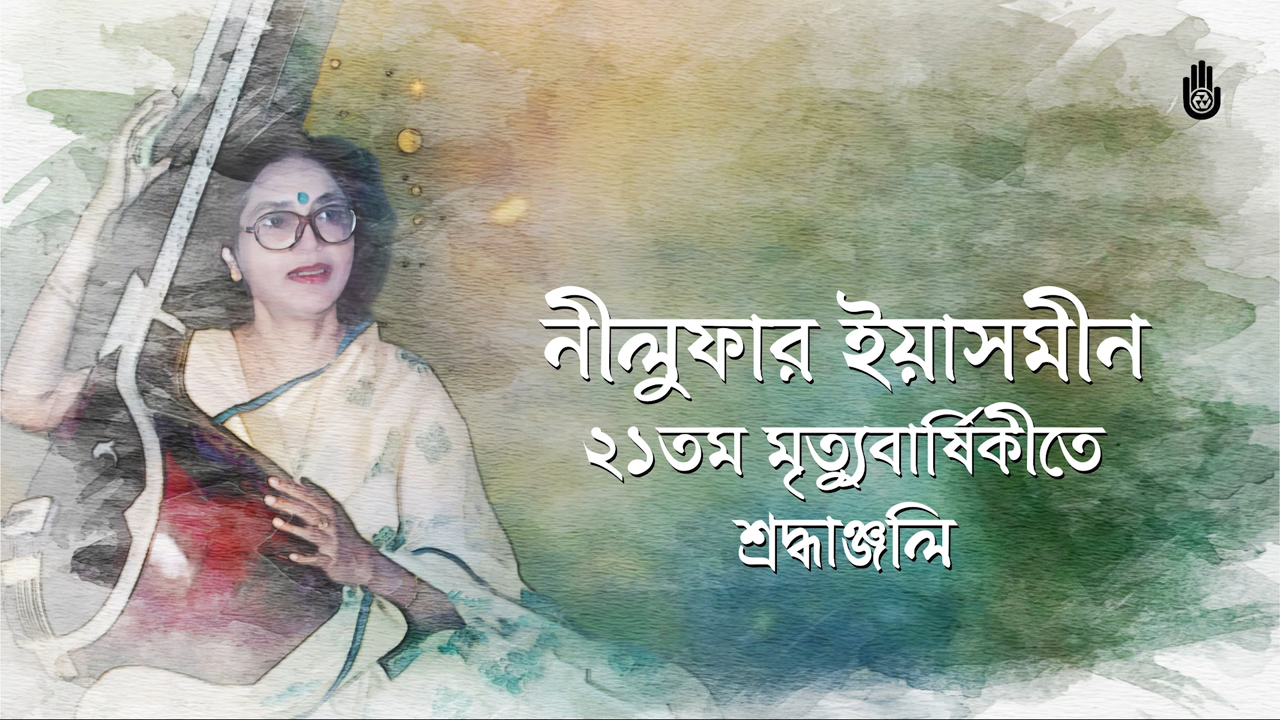 নীলুফার ইয়াসমীন
২১তম মৃত্যুবার্ষিকীতে
শ্রদ্ধাঞ্জলি